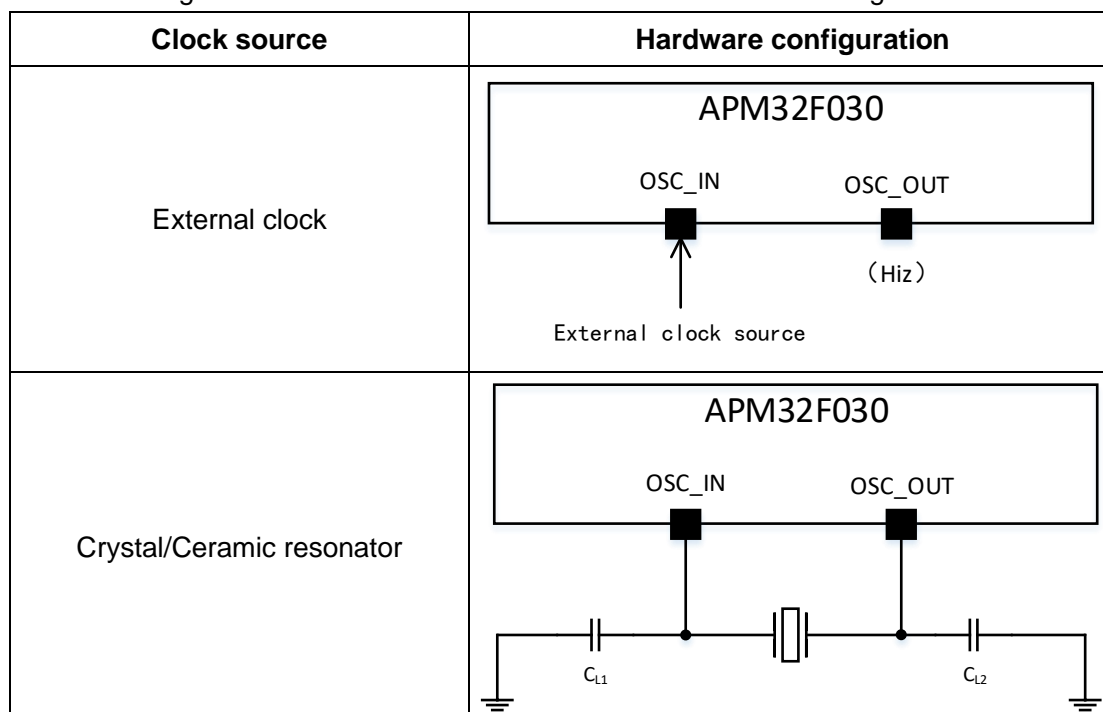 Clock source
Hardware configuration
External clock
APM32F030
OSC_IN
OSC_OUT
（Hiz）
External clock source
Crystal/Ceramic resonator
APM32F030
OSC_IN
OSC_OUT
CL1
CL2